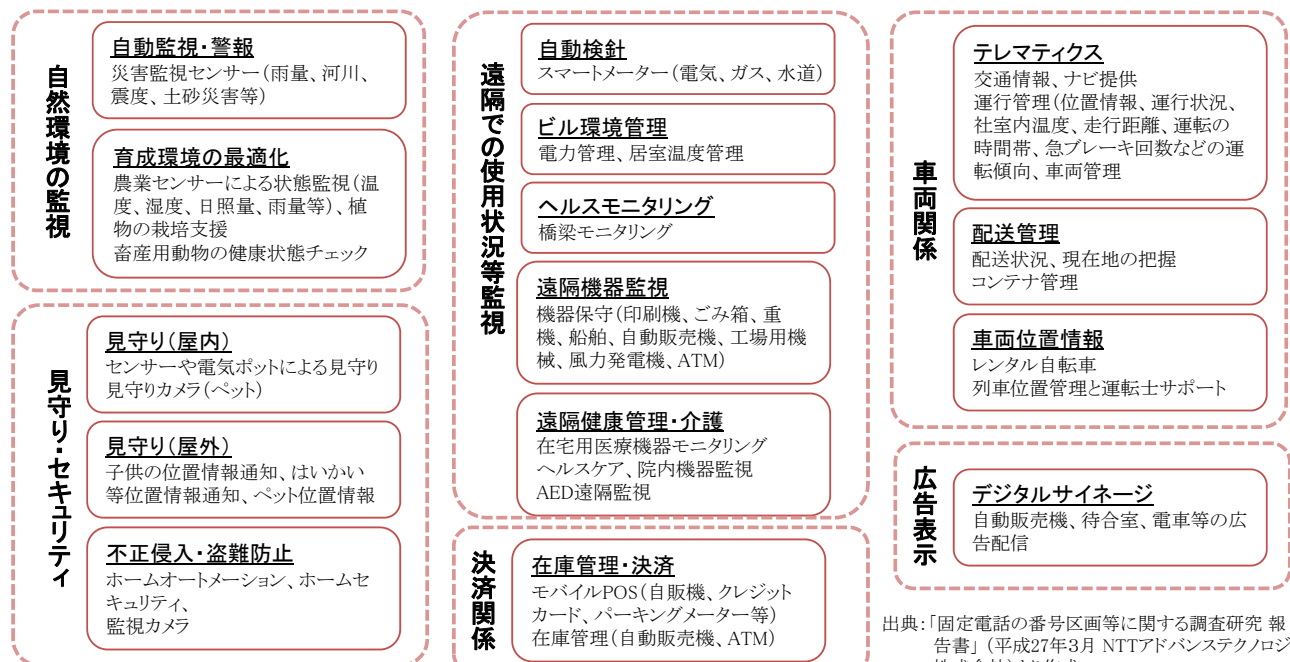 自然環境の監視
自動監視・警報
災害監視センサー(雨量、河川、
震度、土砂災害等)
育成環境の最適化
農業センサーによる状態監視(温
度、湿度、日照量、雨量等)、植
物の栽培支援
畜産用動物の健康状態チェック
見守り・セキュリティ
見守り(屋内)
センサーや電気ポットによる見守り
見守りカメラ(ペット)
見守り(屋外)
子供の位置情報通知、はいかい
等位置情報通知、ペット位置情報
不正侵入・盗難防止
ホームオートメーション、ホームセ
キュリティ、
監視カメラ
遠隔での使用状況等監視
自動検針
スマートメーター(電気、ガス、水道)
ビル環境管理
電力管理、居室温度管理
ヘルスモニタリング
橋梁モニタリング
遠隔機器監視
機器保守(印刷機、ごみ箱、重
機、船舶、自動販売機、工場用機
械、風力発電機、ATM)
遠隔健康管理・介護
在宅用医療機器モニタリング
ヘルスケア、院内機器監視
AED遠隔監視
決済関係
在庫管理・決済
モバイルPOS(自販機、クレジット
カード、パーキングメーター等)
在庫管理(自動販売機、ATM)
車両関係
テレマティクス
交通情報、ナビ提供
運行管理(位置情報、運行状況、
社室内温度、走行距離、運転の
時間帯、急ブレーキ回数などの運
転傾向、車両管理
配送管理
配送状況、現在地の把握
コンテナ管理
車両位置情報
レンタル自転車
列車位置管理と運転士サポート
広告表示
デジタルサイネージ
自動販売機、待合室、電車等の広
告配信
出典:「固定電話の番号区画等に関する調査研究 報
告書」(平成27年3月 NTTアドバンステクノロジ